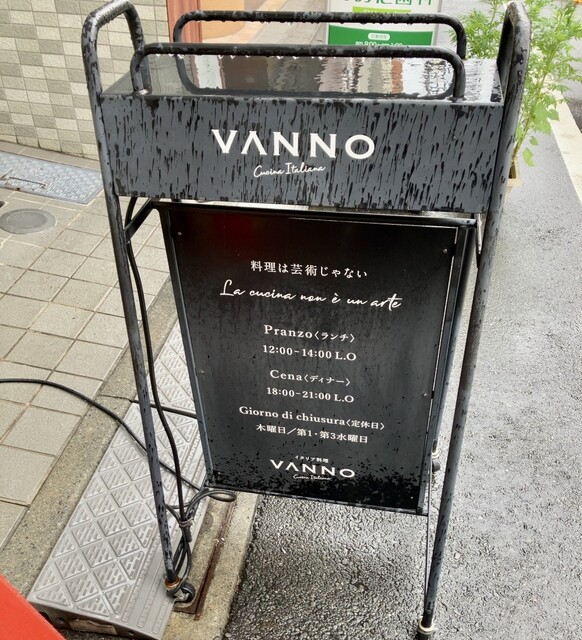 VANNO
Cucina Italiana
料理は芸術じゃない
La cucina non è un arte
Pranzo〈ランチ〉
12:00-14:00 L.O
Cena〈ディナー〉
18:00-21:00 L.O
Giorno di chiusura〈定休日〉
木曜日／第1・第3水曜日
イタリア料理
VANNO
Cucina Italiana